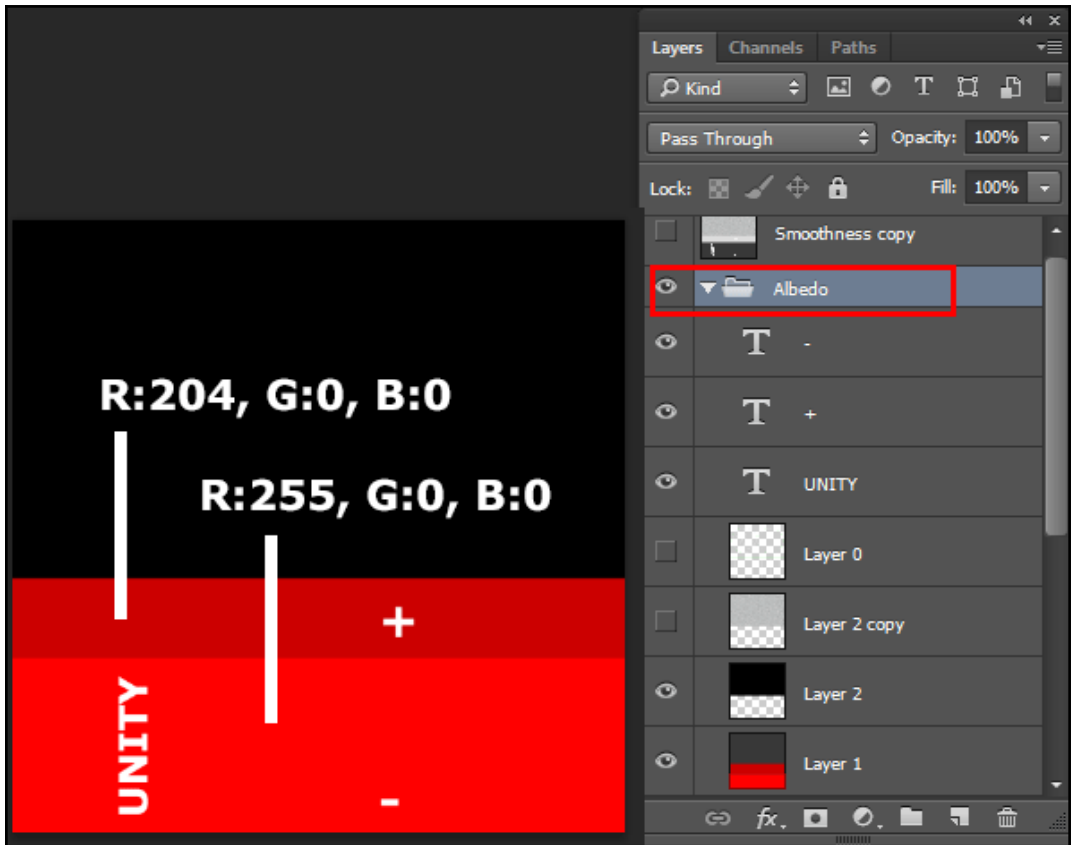 Layers Channels Paths
Kind T
Pass Through Opacity: 100%
Lock: Fill: 100%
Smoothness copy
Albedo
T -
T +
T UNITY
Layer 0
Layer 2 copy
Layer 2
Layer 1
fx.
R:204, G:0, B:0
R:255, G:0, B:0
+
UNITY
-